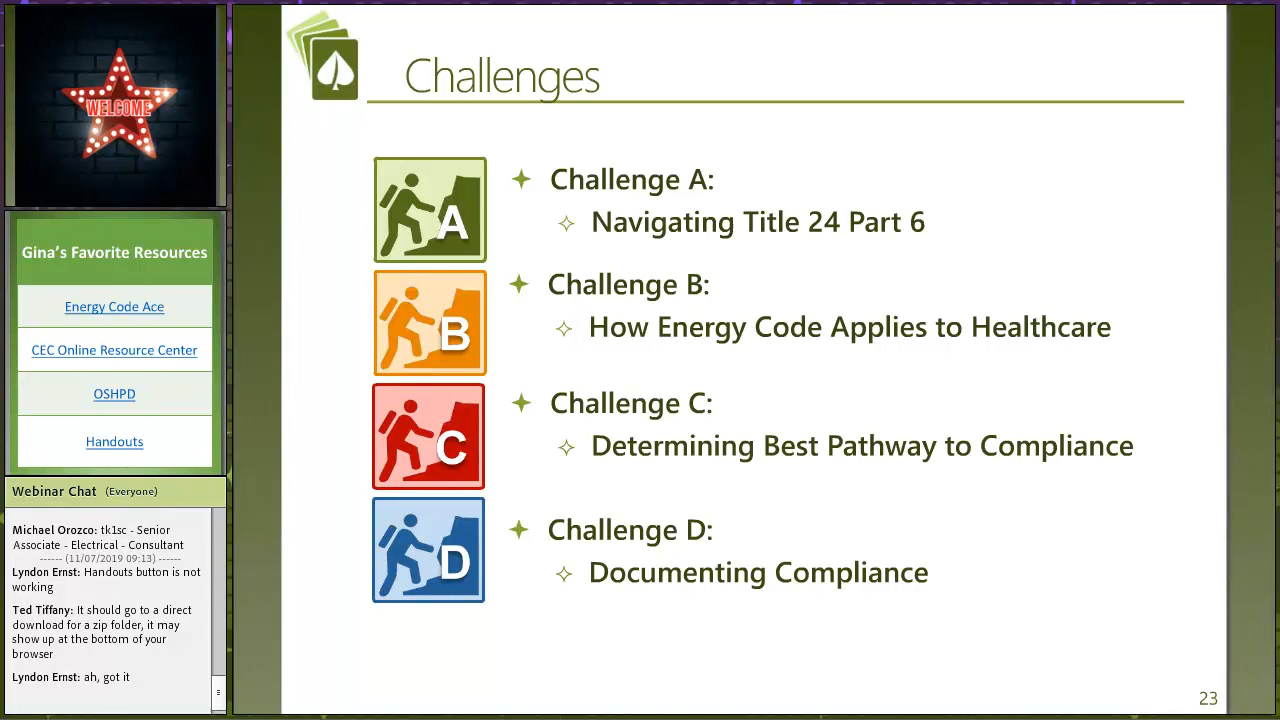 WELCOME
Gina's Favorite Resources
Energy Code Ace
CEC Online Resource Center
OSHPD
Handouts
Webinar Chat (Everyone)
Michael Orozco: tk1sc - Senior
Associate - Electrical - Consultant
------ (11/07/2019 09:13) ------
Lyndon Ernst: Handouts button is not
working
Ted Tiffany: It should go to a direct
download for a zip folder, it may
show up at the bottom of your
browser
Lyndon Ernst: ah, got it
Challenges
A
Challenge A:
Navigating Title 24 Part 6
B
Challenge B:
How Energy Code Applies to Healthcare
C
Challenge C:
Determining Best Pathway to Compliance
D
Challenge D:
Documenting Compliance
23